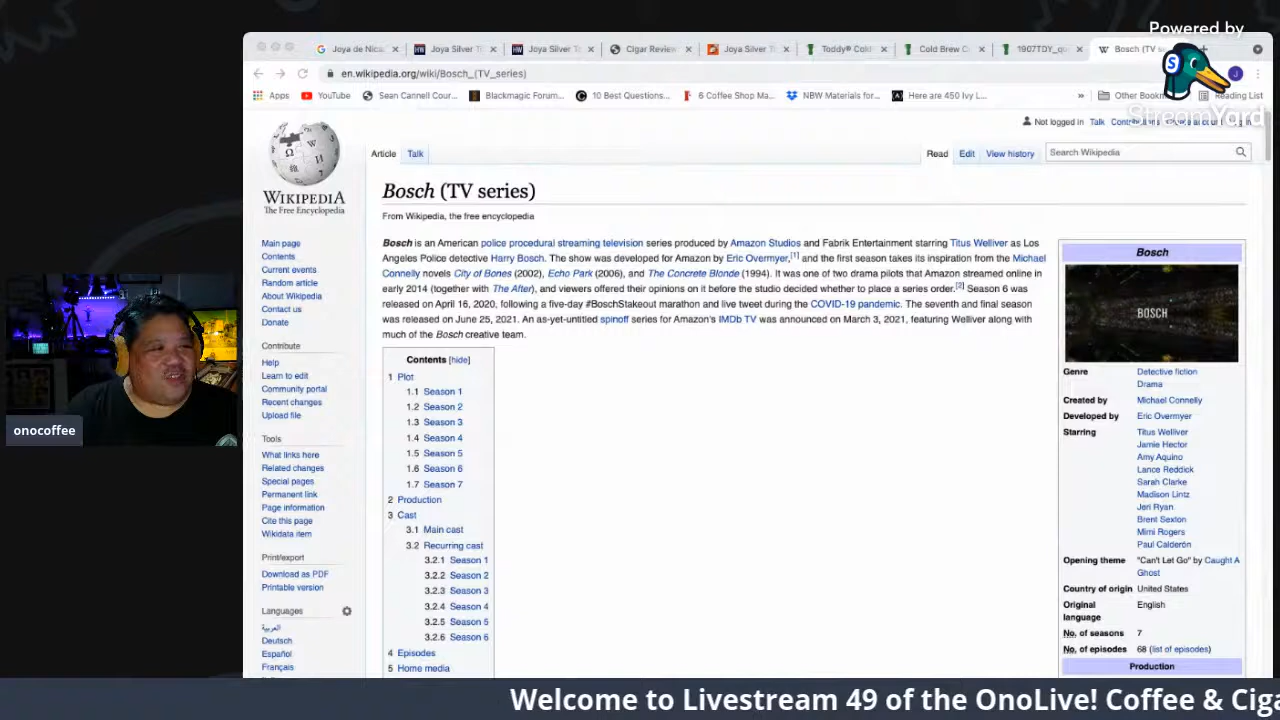 Powered by
StreamYard
Joya de Nica
Joya Silver Ti
Joya Silver To
Cigar Review
Joya Silver T
Toddy® Cold
Cold Brew C
1907TDY_qu
Bosch (TV se
en.wikipedia.org/wiki/Bosch_(TV_series)
Apps
YouTube
Sean Cannell Cour...
Blackmagic Forum...
10 Best Questions...
6 Coffee Shop Ma...
NBW Materials for...
Here are 450 Ivy L...
»
Other Bookm
Reading List
Not logged in Talk
Article Talk
Read Edit View history
Search Wikipedia
WIKIPEDIA
The Free Encyclopedia
Main page
Contents
Current events
Random article
About Wikipedia
Contact us
Donate
Contribute
Help
Learn to edit
Community portal
Recent changes
Upload file
Tools
What links here
Related changes
Special pages
Permanent link
Page information
Cite this page
Wikidata item
Print/export
Download as PDF
Printable version
Languages
العربية
Deutsch
Español
Français
Bosch (TV series)
From Wikipedia, the free encyclopedia
Bosch is an American police procedural streaming television series produced by Amazon Studios and Fabrik Entertainment starring Titus Welliver as Los
Angeles Police detective Harry Bosch. The show was developed for Amazon by Eric Overmyer,[1] and the first season takes its inspiration from the Michael
Connelly novels City of Bones (2002), Echo Park (2006), and The Concrete Blonde (1994). It was one of two drama pilots that Amazon streamed online in
early 2014 (together with The After), and viewers offered their opinions on it before the studio decided whether to place a series order.[2] Season 6 was
released on April 16, 2020, following a five-day #BoschStakeout marathon and live tweet during the COVID-19 pandemic. The seventh and final season
was released on June 25, 2021. An as-yet-untitled spinoff series for Amazon's IMDb TV was announced on March 3, 2021, featuring Welliver along with
much of the Bosch creative team.
Contents [hide]
1 Plot
1.1 Season 1
1.2 Season 2
1.3 Season 3
1.4 Season 4
1.5 Season 5
1.6 Season 6
1.7 Season 7
2 Production
3 Cast
3.1 Main cast
3.2 Recurring cast
3.2.1 Season 1
3.2.2 Season 2
3.2.3 Season 3
3.2.4 Season 4
3.2.5 Season 5
3.2.6 Season 6
4 Episodes
5 Home media
Bosch
BOSCH
Genre Detective fiction
Drama
Created by Michael Connelly
Developed by Eric Overmyer
Starring Titus Welliver
Jamie Hector
Amy Aquino
Lance Reddick
Sarah Clarke
Madison Lintz
Jeri Ryan
Brent Sexton
Mimi Rogers
Paul Calderón
Opening theme "Can't Let Go" by Caught A
Ghost
Country of origin United States
Original English
language
No. of seasons 7
No. of episodes 68 (list of episodes)
Production
onocoffee
Welcome to Livestream 49 of the OnoLive! Coffee & Ciga